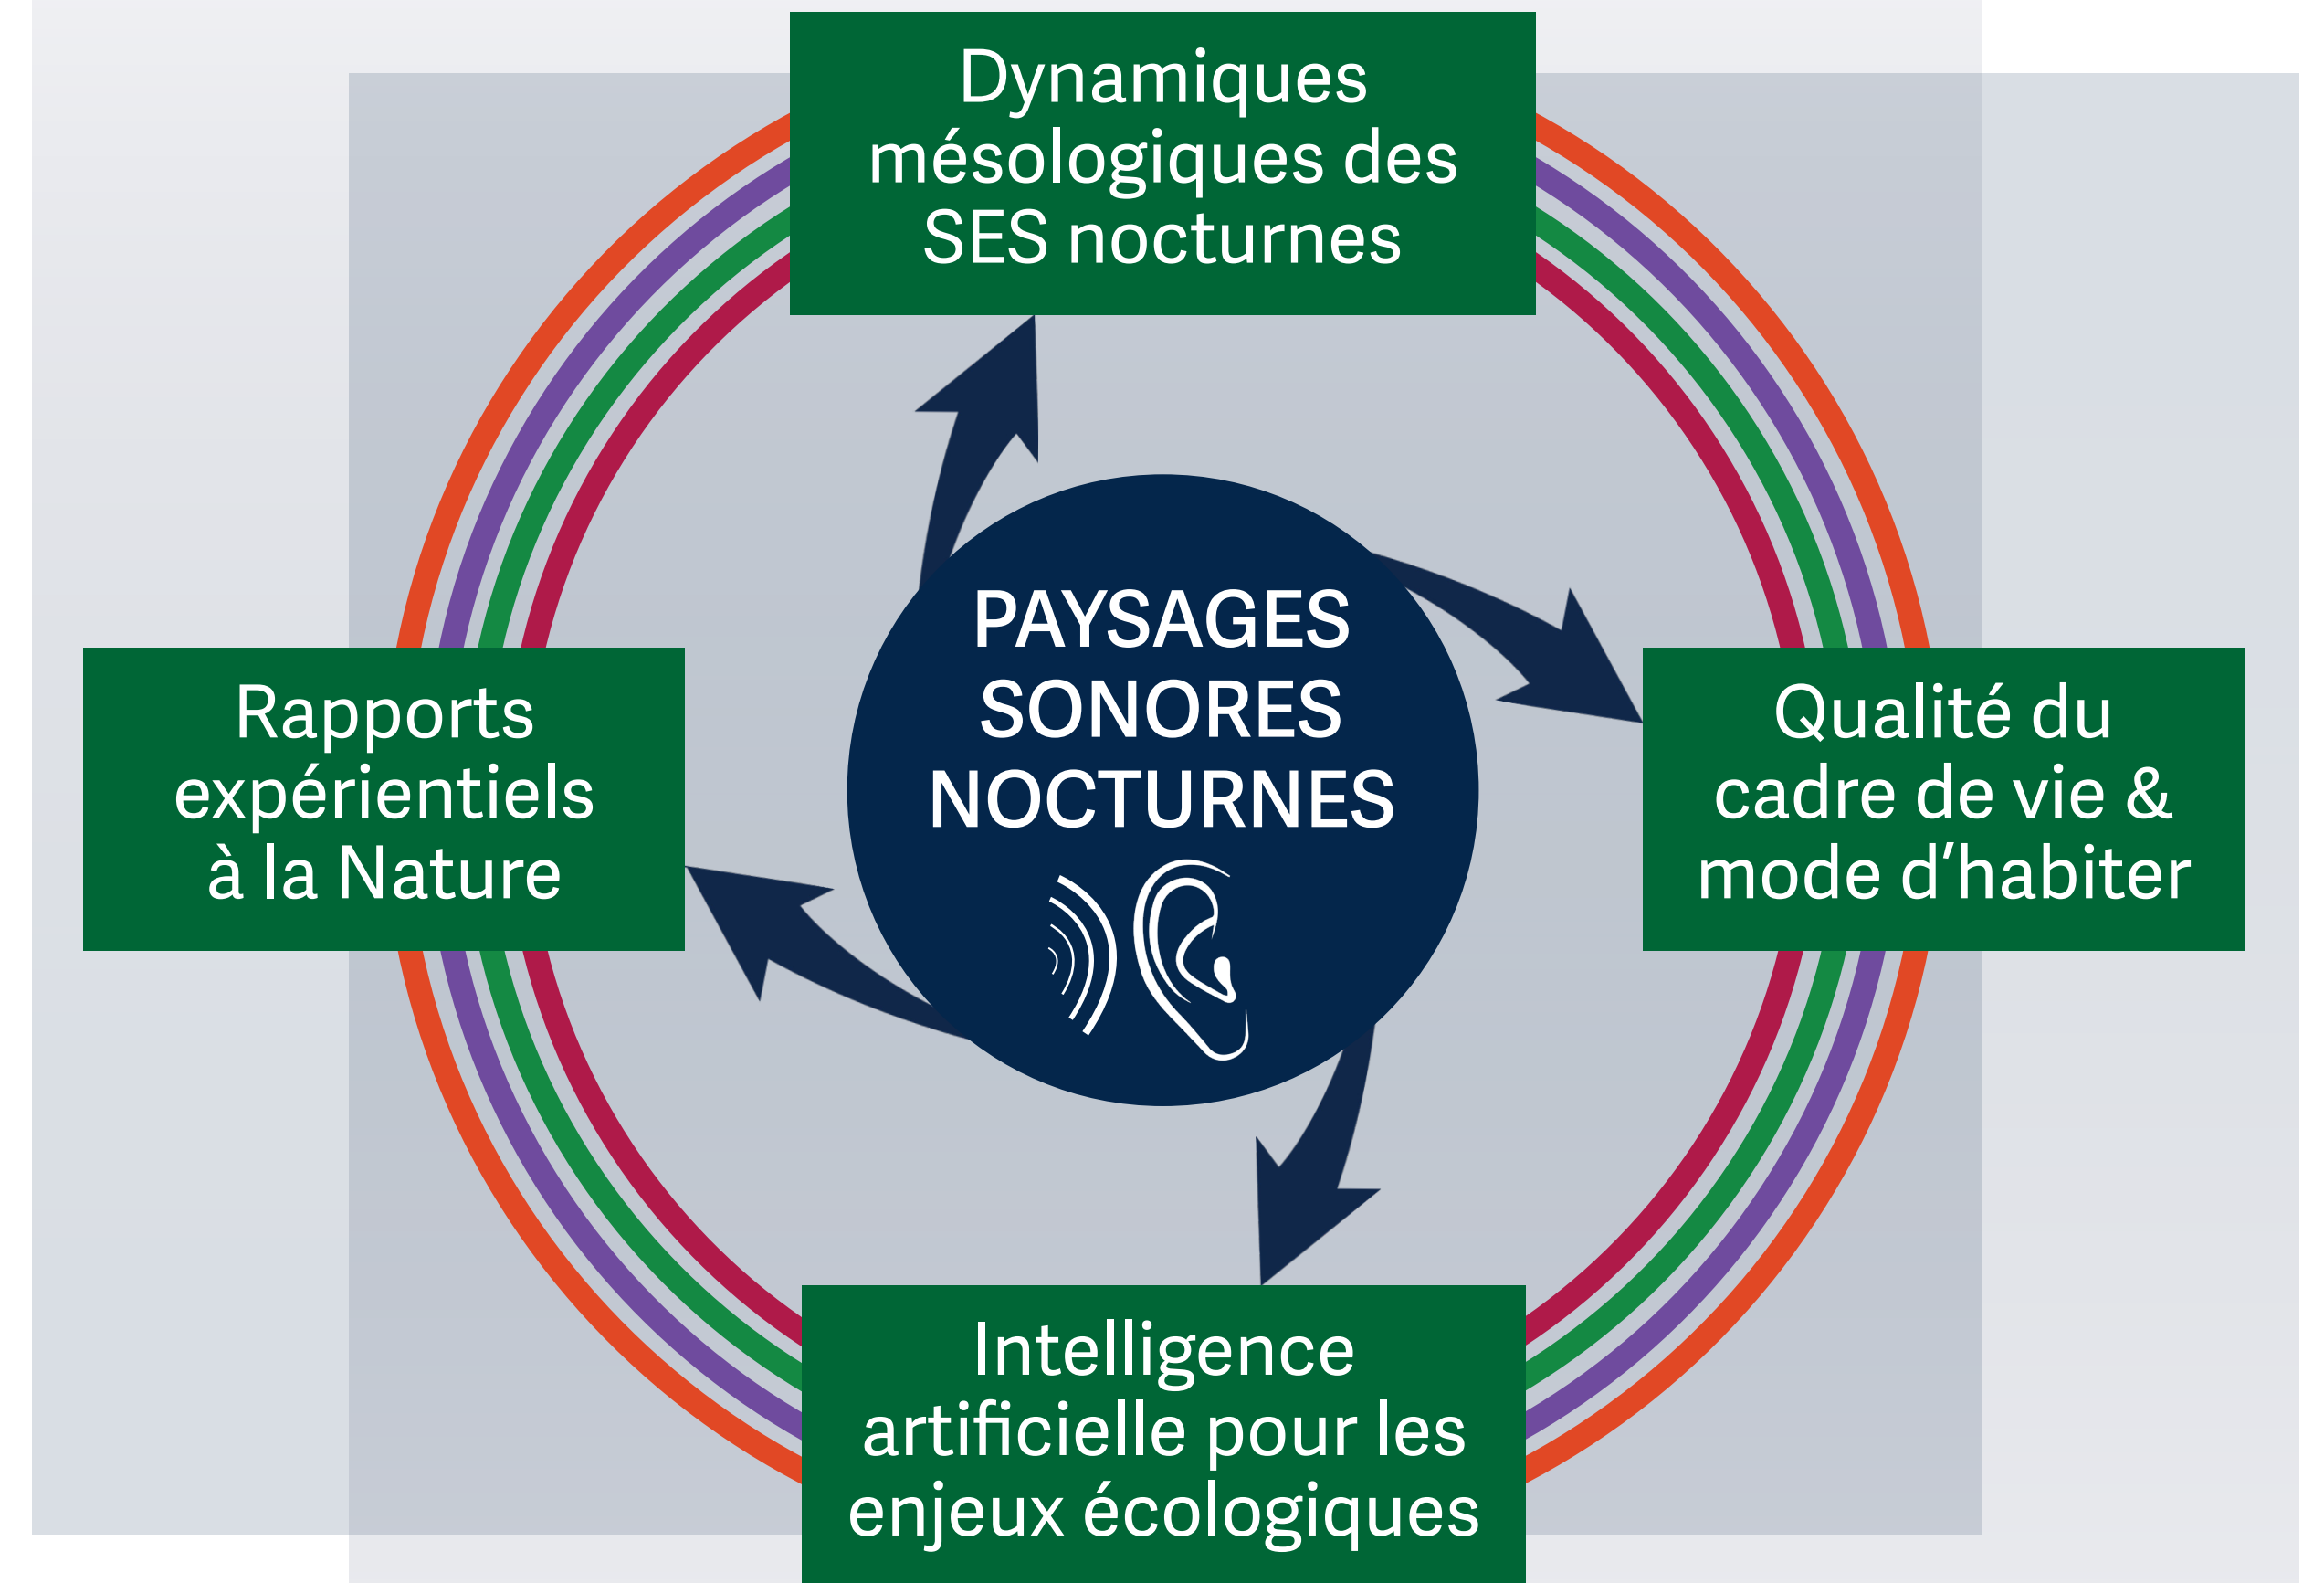 Dynamiques
mésologiques des
SES nocturnes
PAYSAGES
SONORES
NOCTURNES
Rapports
expérientiels
à la Nature
Qualité du
cadre de vie &
mode d’habiter
Intelligence
artificielle pour les
enjeux écologiques